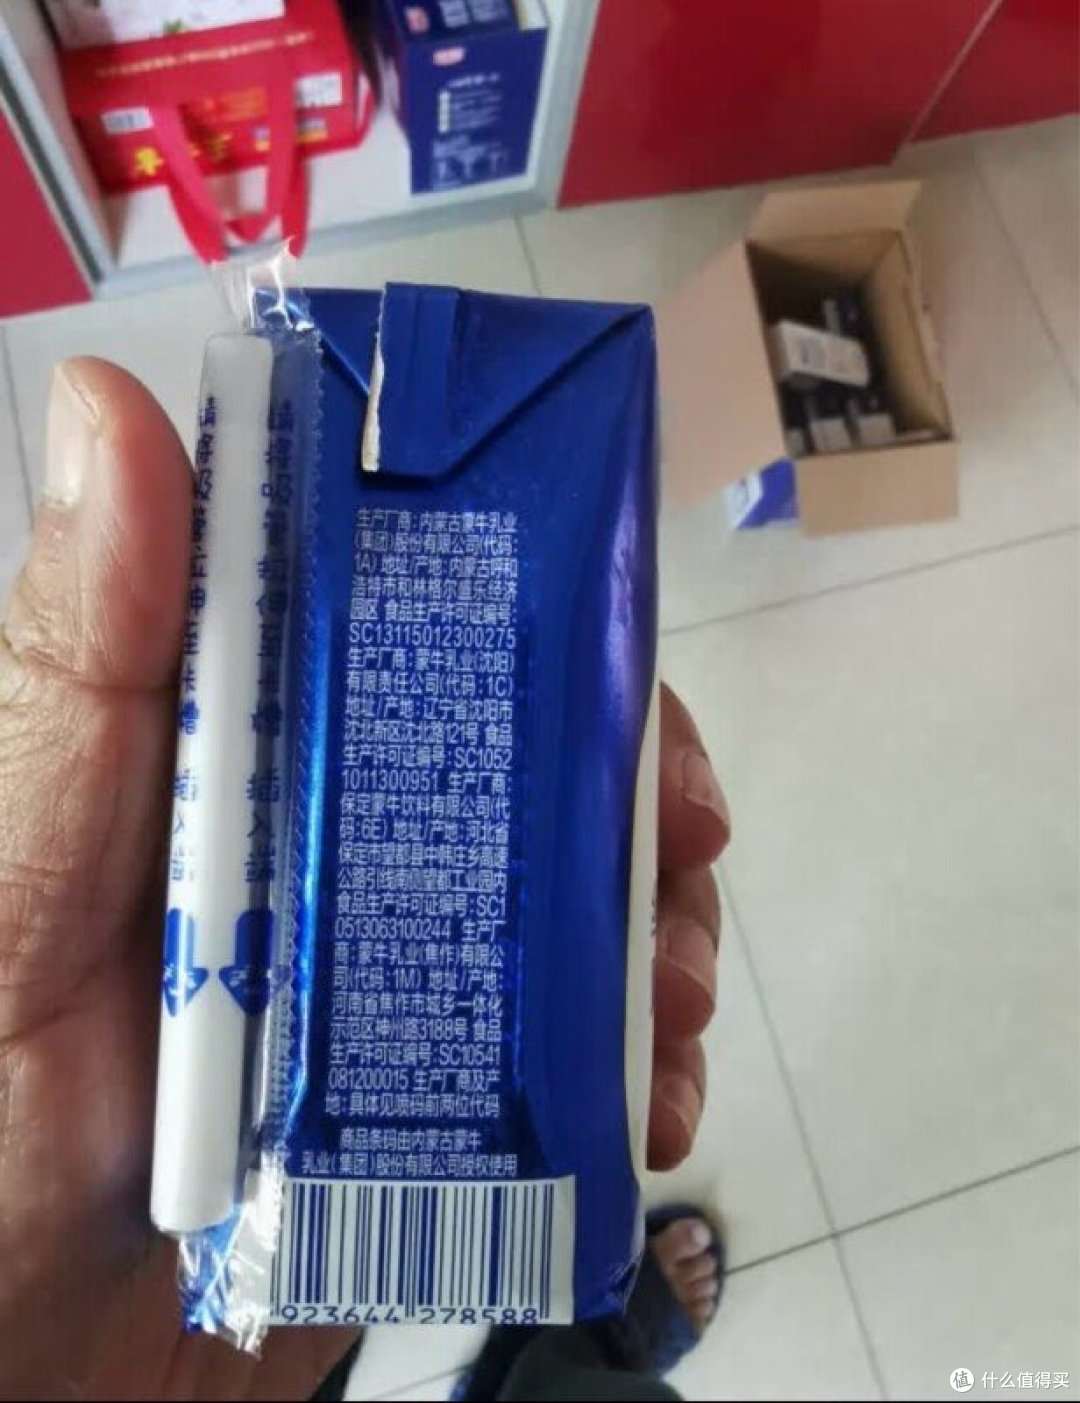 生产厂商:内蒙古蒙牛乳业
(集团)股份有限公司(代码:
1A) 地址/产地:内蒙古呼和
浩特市和林格尔盛乐经济
园区 食品生产许可证编号:
SC13115012300275
生产厂商:蒙牛乳业(沈阳)
有限责任公司(代码:1C)
地址/产地:辽宁省沈阳市
沈北新区沈北路121号 食品
生产许可证编号:SC1052
1011300951 生产厂商:
保定蒙牛饮料有限公司(代
码:6E) 地址/产地:河北省
保定市望都县中韩庄乡高速
公路引线南侧望都工业园内
食品生产许可证编号:SC1
0513063100244 生产厂
商:蒙牛乳业(焦作)有限公
司(代码:1M) 地址/产地:
河南省焦作市城乡一体化
示范区神州路3188号 食品
生产许可证编号:SC10541
081200015 生产厂商及产
地:具体见喷码前两位代码
商品条码由内蒙古蒙牛
乳业(集团)股份有限公司授权使用
923644 278588
值 什么值得买